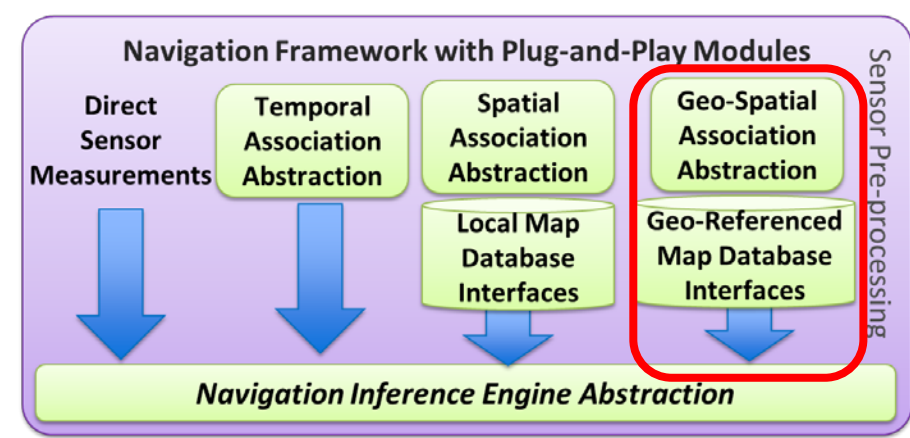 Navigation Framework with Plug-and-Play Modules
Sensor Pre-processing
Direct
Sensor
Measurements
Temporal
Association
Abstraction
Spatial
Association
Abstraction
Local Map
Database
Interfaces
Geo-Spatial
Association
Abstraction
Geo-Referenced
Map Database
Interfaces
Navigation Inference Engine Abstraction